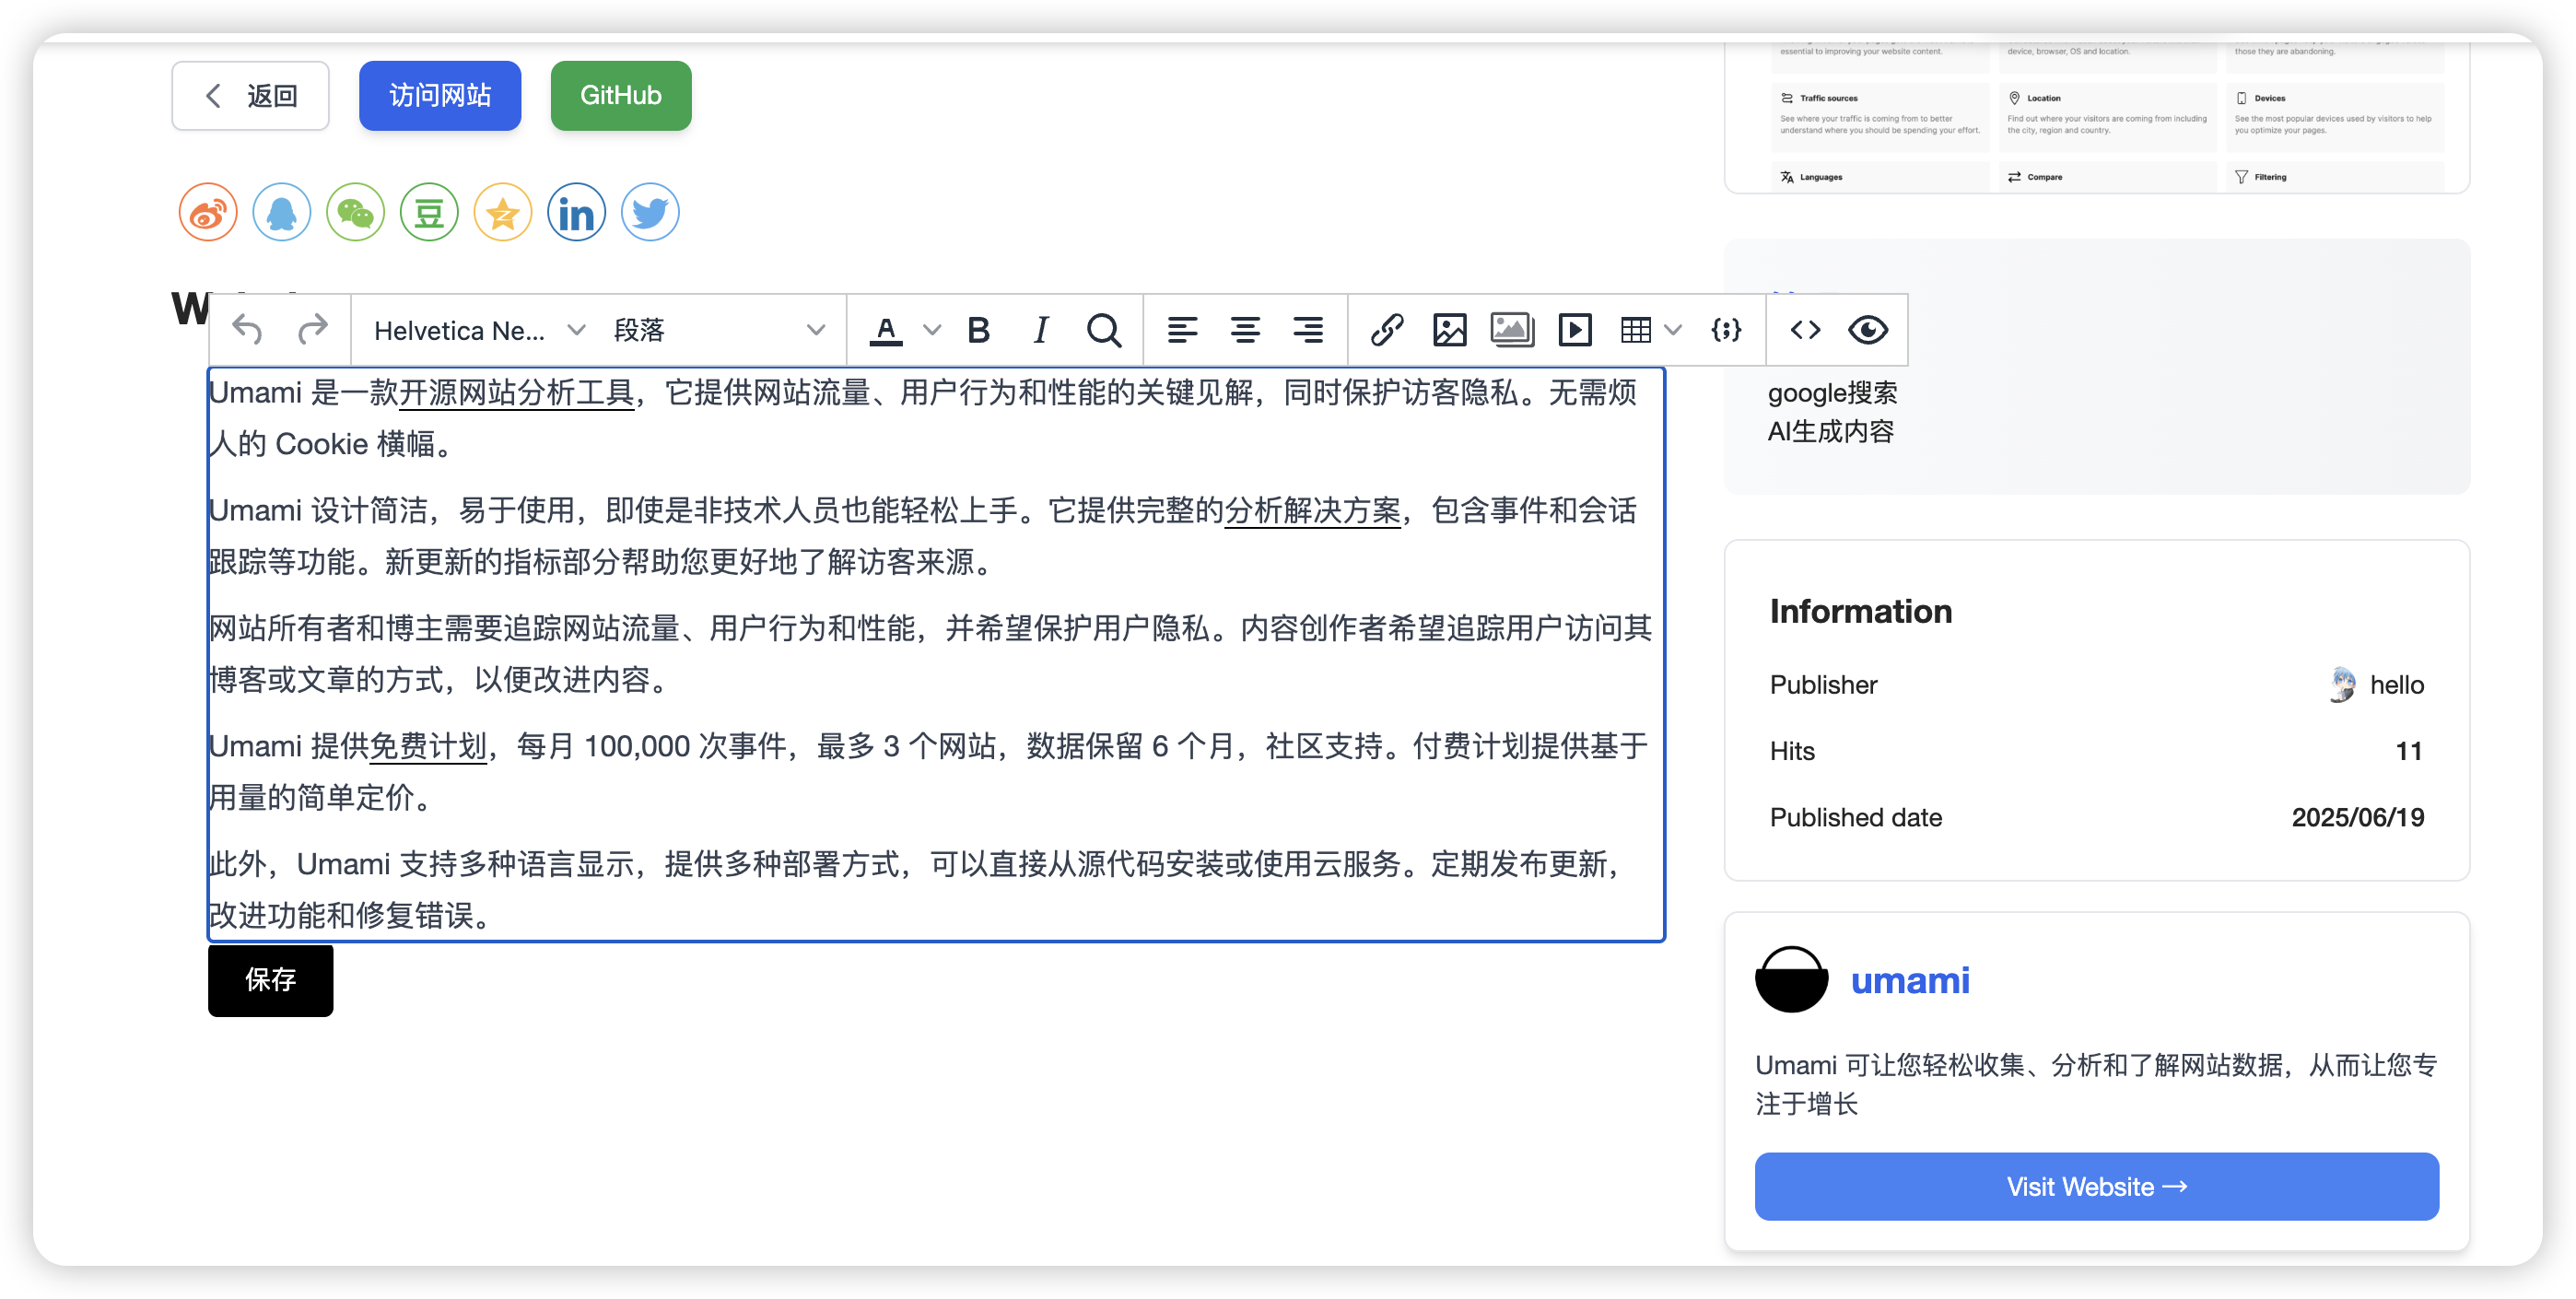 返回
访问网站
GitHub
豆
in
W
Helvetica Ne...
段落
A
B
I
Umami 是一款开源网站分析工具，它提供网站流量、用户行为和性能的关键见解，同时保护访客隐私。无需烦
人的 Cookie 横幅。
Umami 设计简洁，易于使用，即使是非技术人员也能轻松上手。它提供完整的分析解决方案，包含事件和会话
跟踪等功能。新更新的指标部分帮助您更好地了解访客来源。
网站所有者和博主需要追踪网站流量、用户行为和性能，并希望保护用户隐私。内容创作者希望追踪用户访问其
博客或文章的方式，以便改进内容。
Umami 提供免费计划，每月 100,000 次事件，最多 3 个网站，数据保留 6 个月，社区支持。付费计划提供基于
用量的简单定价。
此外，Umami 支持多种语言显示，提供多种部署方式，可以直接从源代码安装或使用云服务。定期发布更新，
改进功能和修复错误。
保存
essential to improving your website content.
device, browser, OS and location.
those they are abandoning.
Traffic sources
See where your traffic is coming from to better
understand where you should be spending your effort.
Location
Find out where your visitors are coming from including
the city, region and country.
Devices
See the most popular devices used by visitors to help
you optimize your pages.
Languages
Compare
Filtering
google搜索
AI生成内容
Information
Publisher
hello
Hits
11
Published date
2025/06/19
umami
Umami 可让您轻松收集、分析和了解网站数据，从而让您专
注于增长
Visit Website →